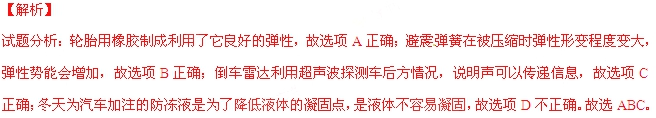 【解析】
试题分析：轮胎用橡胶制成利用了它良好的弹性，故选项 A 正确；避震弹簧在被压缩时弹性形变程度变大，
弹性势能会增加，故选项 B 正确；倒车雷达利用超声波探测车后方情况，说明声可以传递信息，故选项 C
正确；冬天为汽车加注的防冻液是为了降低液体的凝固点，是液体不容易凝固，故选项 D 不正确。故选 ABC。